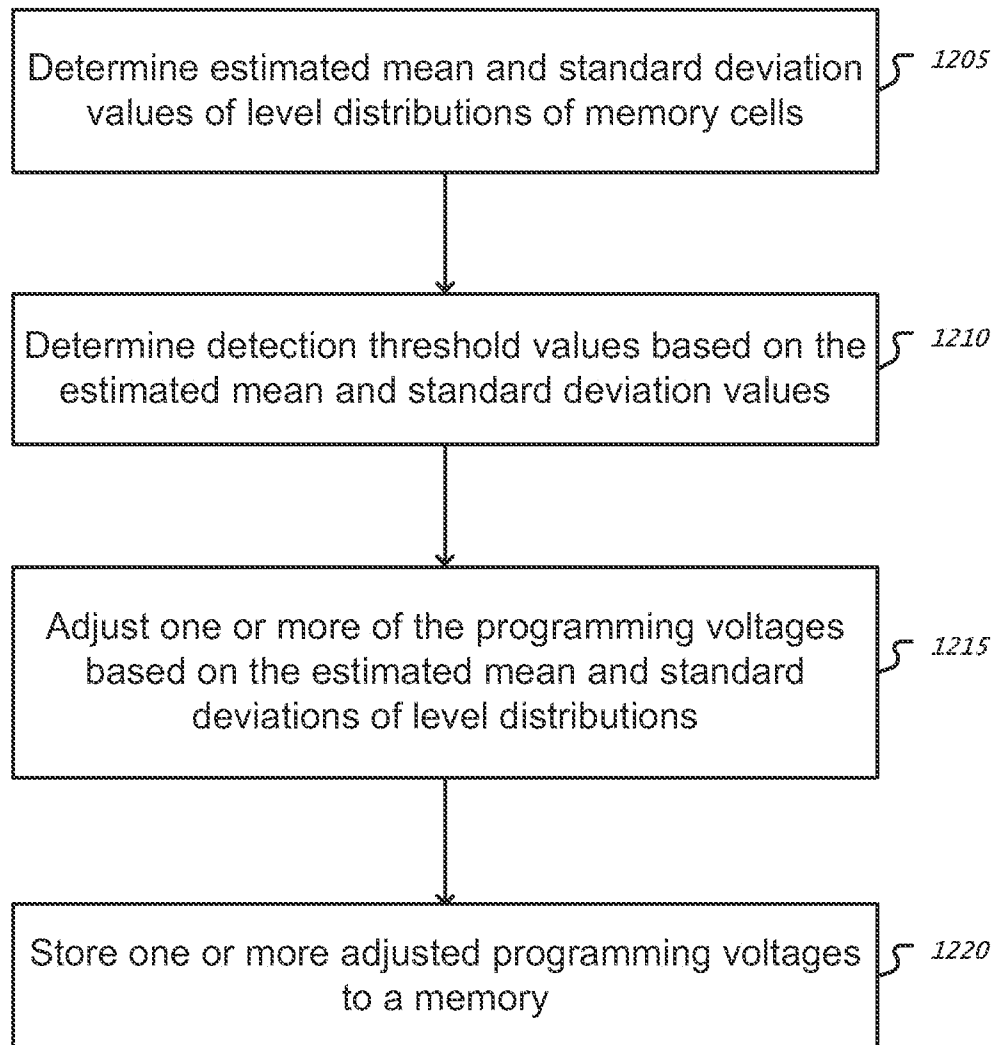 Determine estimated mean and standard deviation
values of level distributions of memory cells
1205
Determine detection threshold values based on the
estimated mean and standard deviation values
1210
Adjust one or more of the programming voltages
based on the estimated mean and standard
deviations of level distributions
1215
Store one or more adjusted programming voltages
to a memory
1220